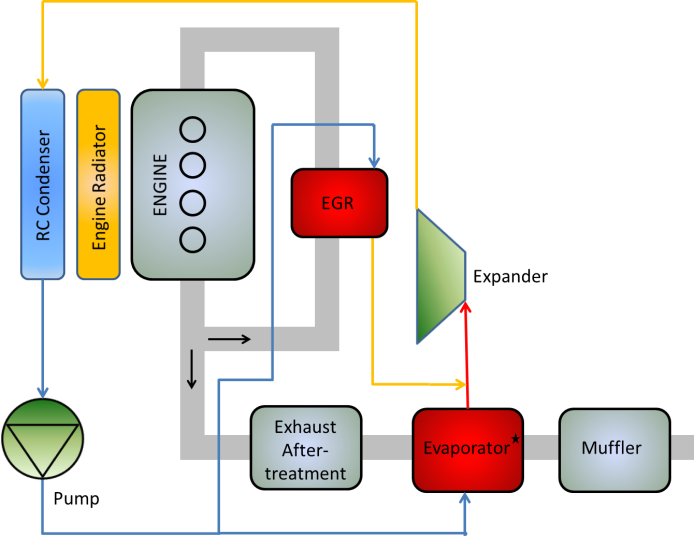 RC Condenser
Engine Radiator
ENGINE
EGR
Expander
Exhaust
After-
treatment
Evaporator★
Muffler
Pump